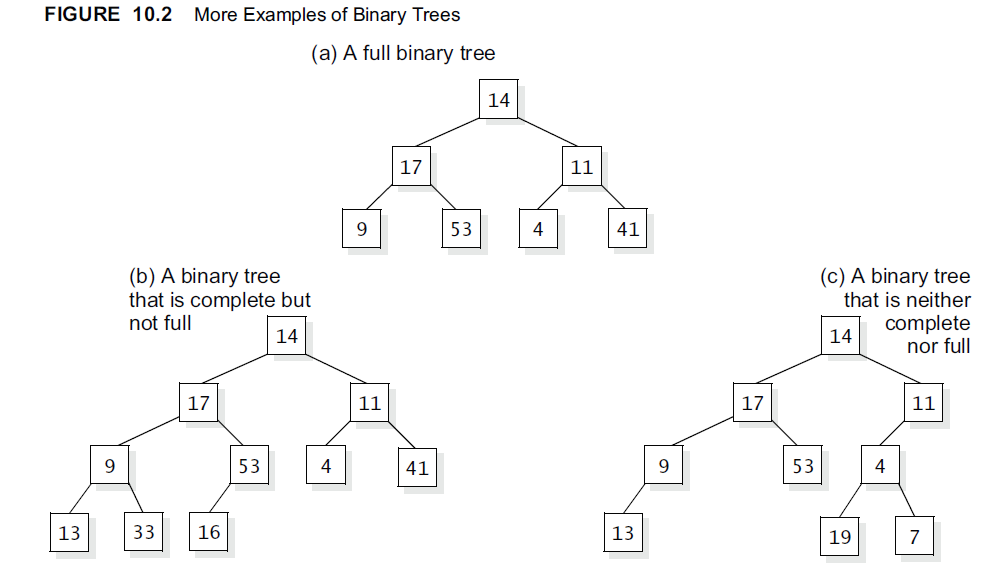 FIGURE 10.2 More Examples of Binary Trees
(a) A full binary tree
14
17 11
9 53 4 41
(b) A binary tree
that is complete but
not full
14
17 11
9 53 4 41
13 33 16
(c) A binary tree
that is neither
complete
nor full
14
17 11
9 53 4
13 19 7